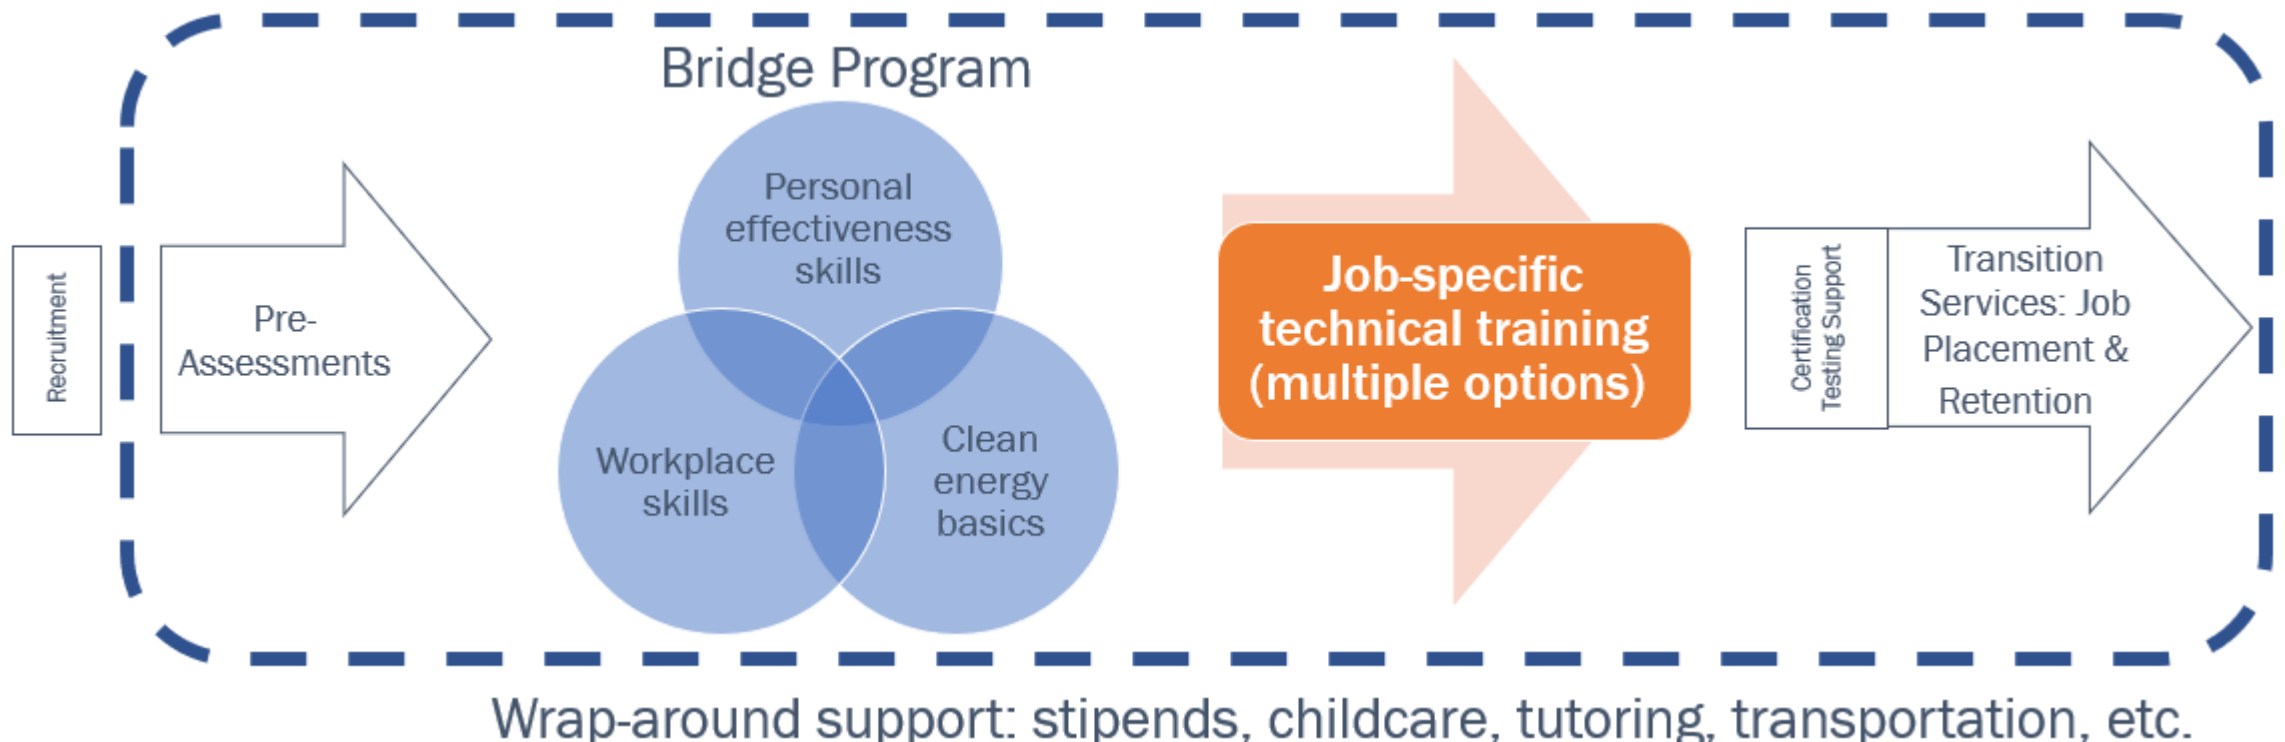 Bridge Program
Recruitment
Pre-
Assessments
Personal
effectiveness
skills
Workplace
skills
Clean
energy
basics
Job-specific
technical training
(multiple options)
Certification
Testing Support
Transition
Services: Job
Placement &
Retention
Wrap-around support: stipends, childcare, tutoring, transportation, etc.